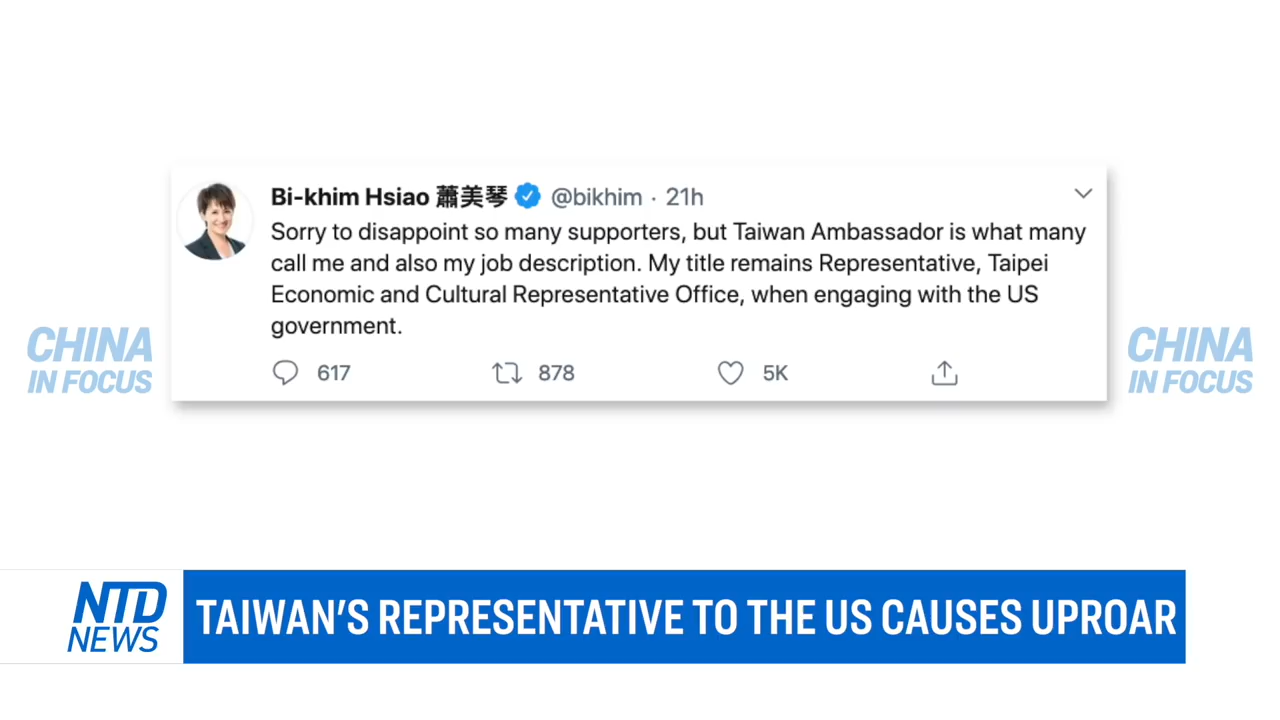 Bi-khim Hsiao 蕭美琴 @bikhim · 21h
Sorry to disappoint so many supporters, but Taiwan Ambassador is what many
call me and also my job description. My title remains Representative, Taipei
Economic and Cultural Representative Office, when engaging with the US
government.
617 878 5K
CHINA
IN FOCUS
CHINA
IN FOCUS
NTD
NEWS
TAIWAN'S REPRESENTATIVE TO THE US CAUSES UPROAR